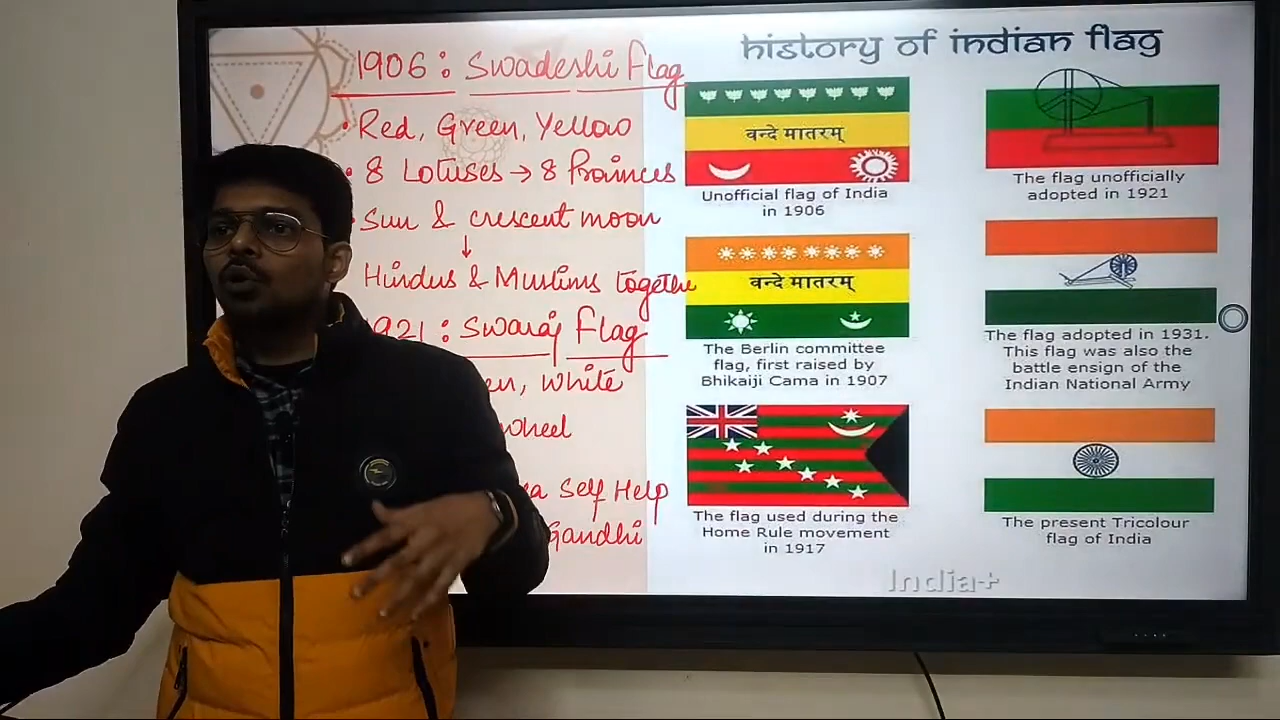 1906: Swadeshi Flag
• Red, Green, Yellow
• 8 Lotuses → 8 Prainces
• Sun & crescent moon
↓
Hindus & Muslims together
1921: Swaraj Flag
White
wheel
Self Help
Gandhi
History of Indian Flag
वन्दे मातरम्
Unofficial flag of India
in 1906
वन्दे मातरम्
The Berlin committee
flag, first raised by
Bhikaiji Cama in 1907
The flag used during the
Home Rule movement
in 1917
The flag unofficially
adopted in 1921
The flag adopted in 1931.
This flag was also the
battle ensign of the
Indian National Army
The present Tricolour
flag of India
India+